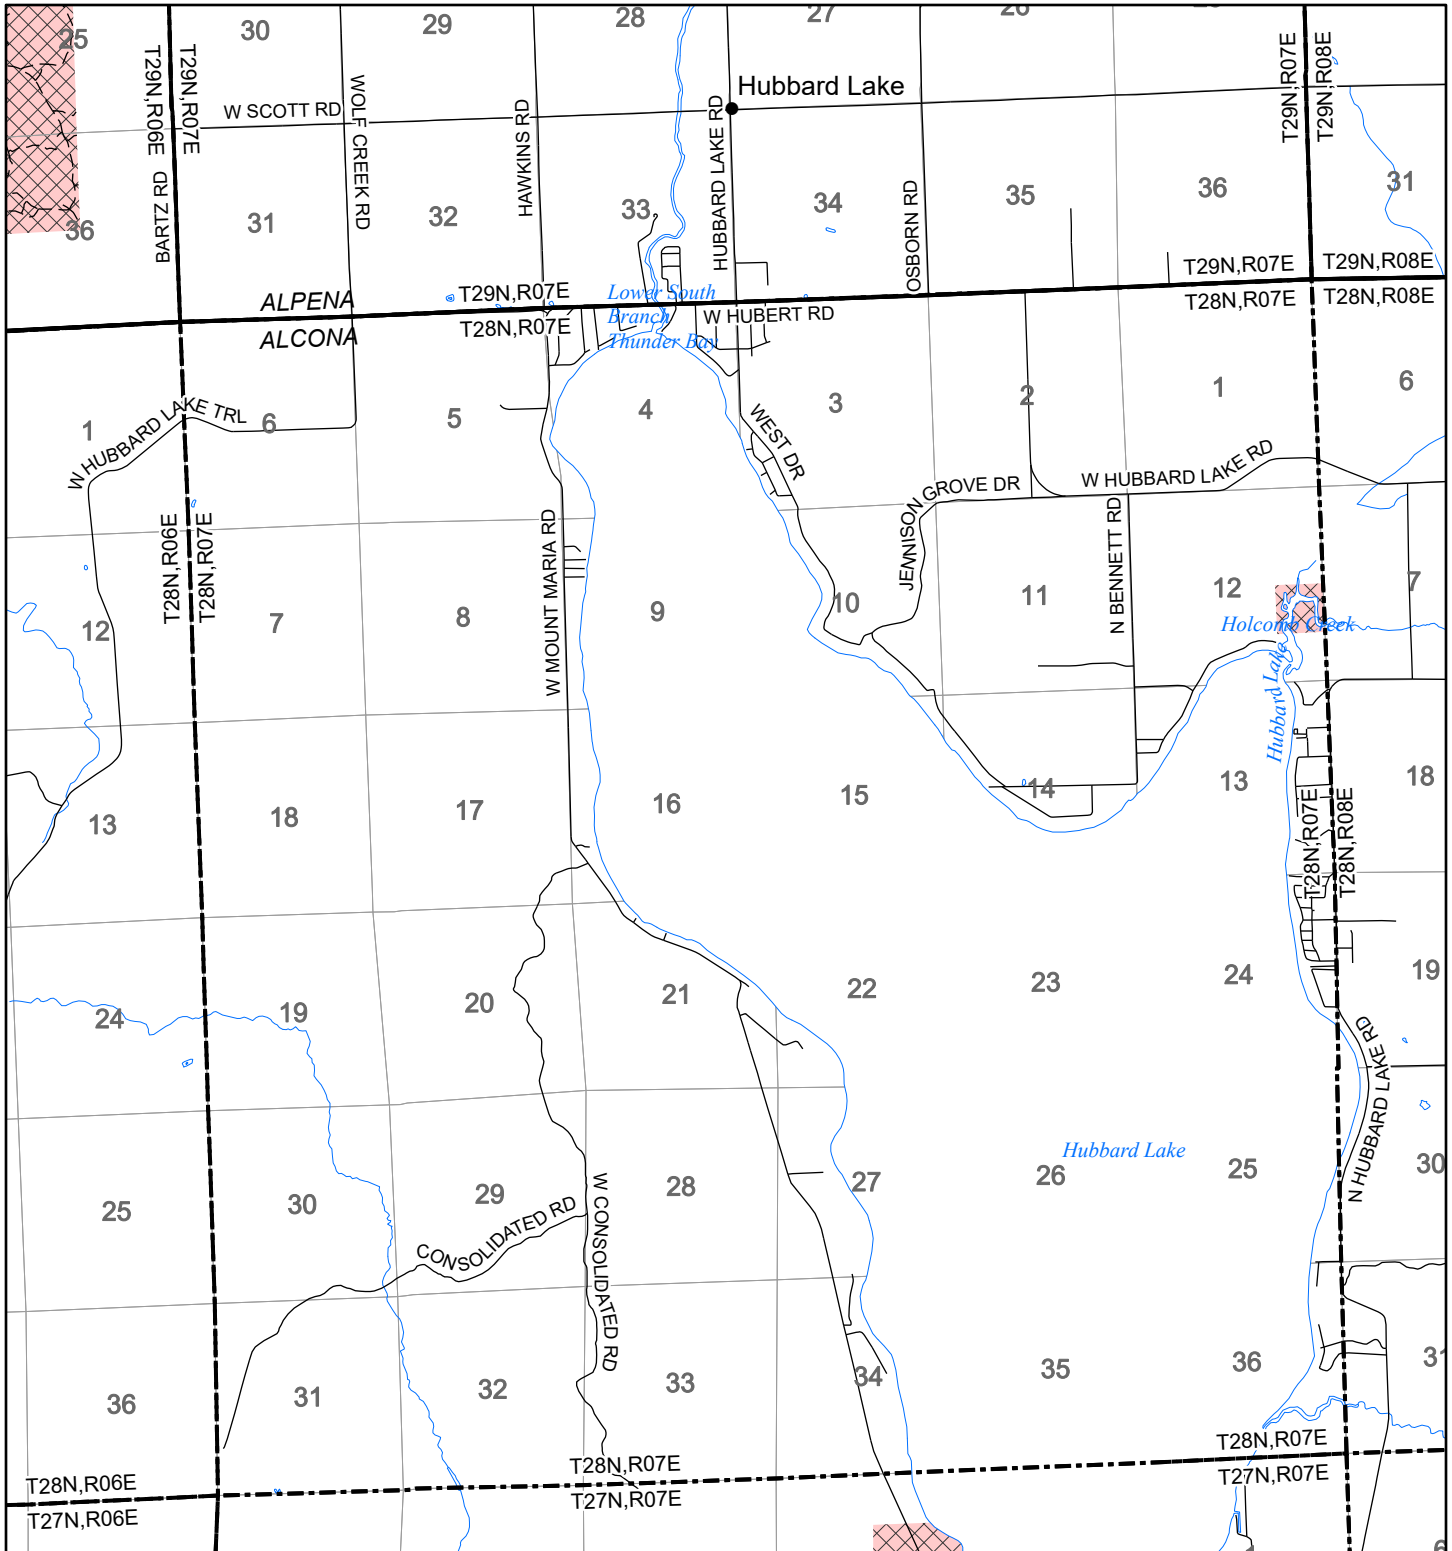 25
30
29
28
27
26
T29N,R06E
T29N,R07E
T29N,R07E
T29N,R08E
Hubbard Lake
W SCOTT RD
WOLF CREEK RD
HAWKINS RD
HUBBARD LAKE RD
BARTZ RD
OSBORN RD
36
31
32
33
34
35
36
31
T29N,R07E
T29N,R08E
T28N,R07E
T28N,R08E
ALPENA
ALCONA
T29N,R07E
T28N,R07E
Lower South
Branch
Thunder Bay
W HUBERT RD
1
6
5
4
3
2
1
6
W HUBBARD LAKE TRL
WEST DR
JENNISON GROVE DR
W HUBBARD LAKE RD
N BENNETT RD
W MOUNT MARIA RD
T28N,R06E
T28N,R07E
12
7
8
9
10
11
12
7
Holcomb Creek
Hubbard Lake
13
18
17
16
15
14
13
18
T28N,R07E
T28N,R08E
24
19
20
21
22
23
24
19
N HUBBARD LAKE RD
Hubbard Lake
25
30
29
28
27
26
25
30
CONSOLIDATED RD
W CONSOLIDATED RD
36
31
32
33
34
35
36
31
T28N,R06E
T27N,R06E
T28N,R07E
T27N,R07E
T28N,R07E
T27N,R07E